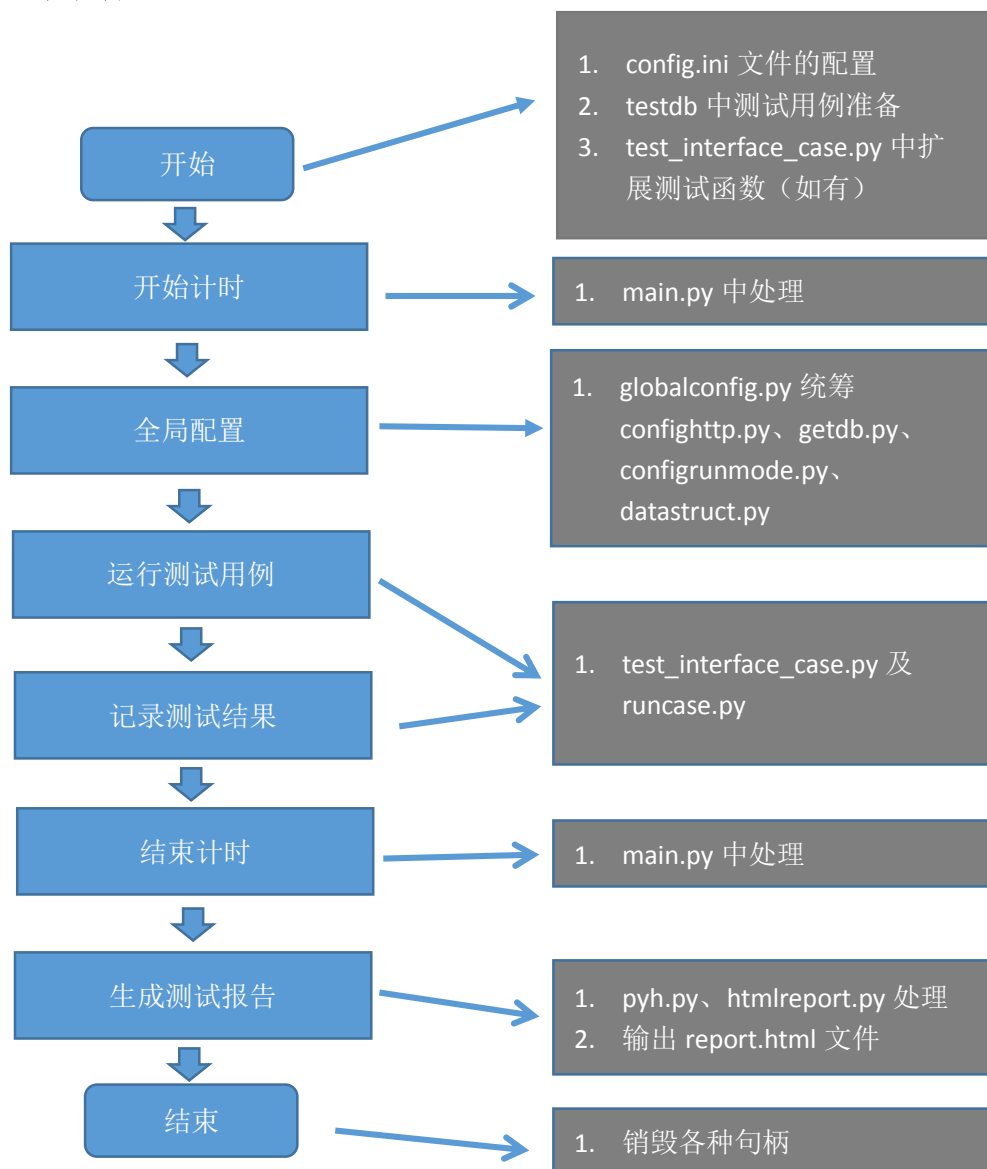 开始
1. config.ini 文件的配置
2. testdb 中测试用例准备
3. test_interface_case.py 中扩
展测试函数（如有）
开始计时
1. main.py 中处理
全局配置
1. globalconfig.py 统筹
confighttp.py、getdb.py、
configrunmode.py、
datastruct.py
运行测试用例
记录测试结果
1. test_interface_case.py 及
runcase.py
结束计时
1. main.py 中处理
生成测试报告
1. pyh.py、htmlreport.py 处理
2. 输出 report.html 文件
结束
1. 销毁各种句柄